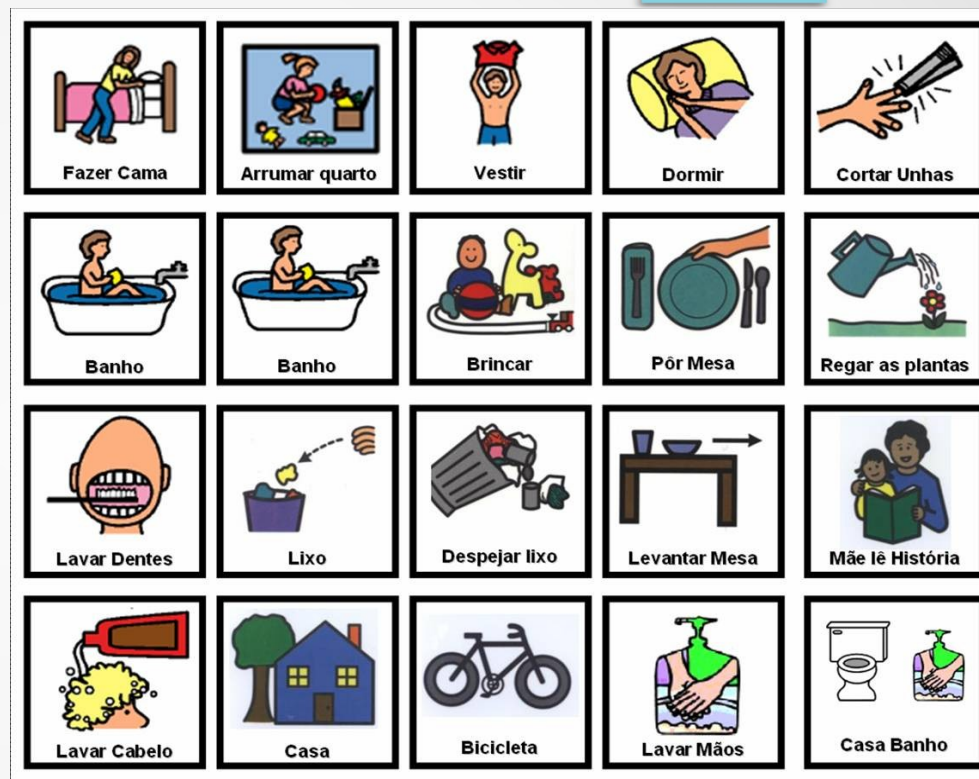 Fazer Cama
Arrumar quarto
Vestir
Dormir
Cortar Unhas
Banho
Banho
Brincar
Pôr Mesa
Regar as plantas
Lavar Dentes
Lixo
Despejar lixo
Levantar Mesa
Mãe lê História
Lavar Cabelo
Casa
Bicicleta
Lavar Mãos
Casa Banho